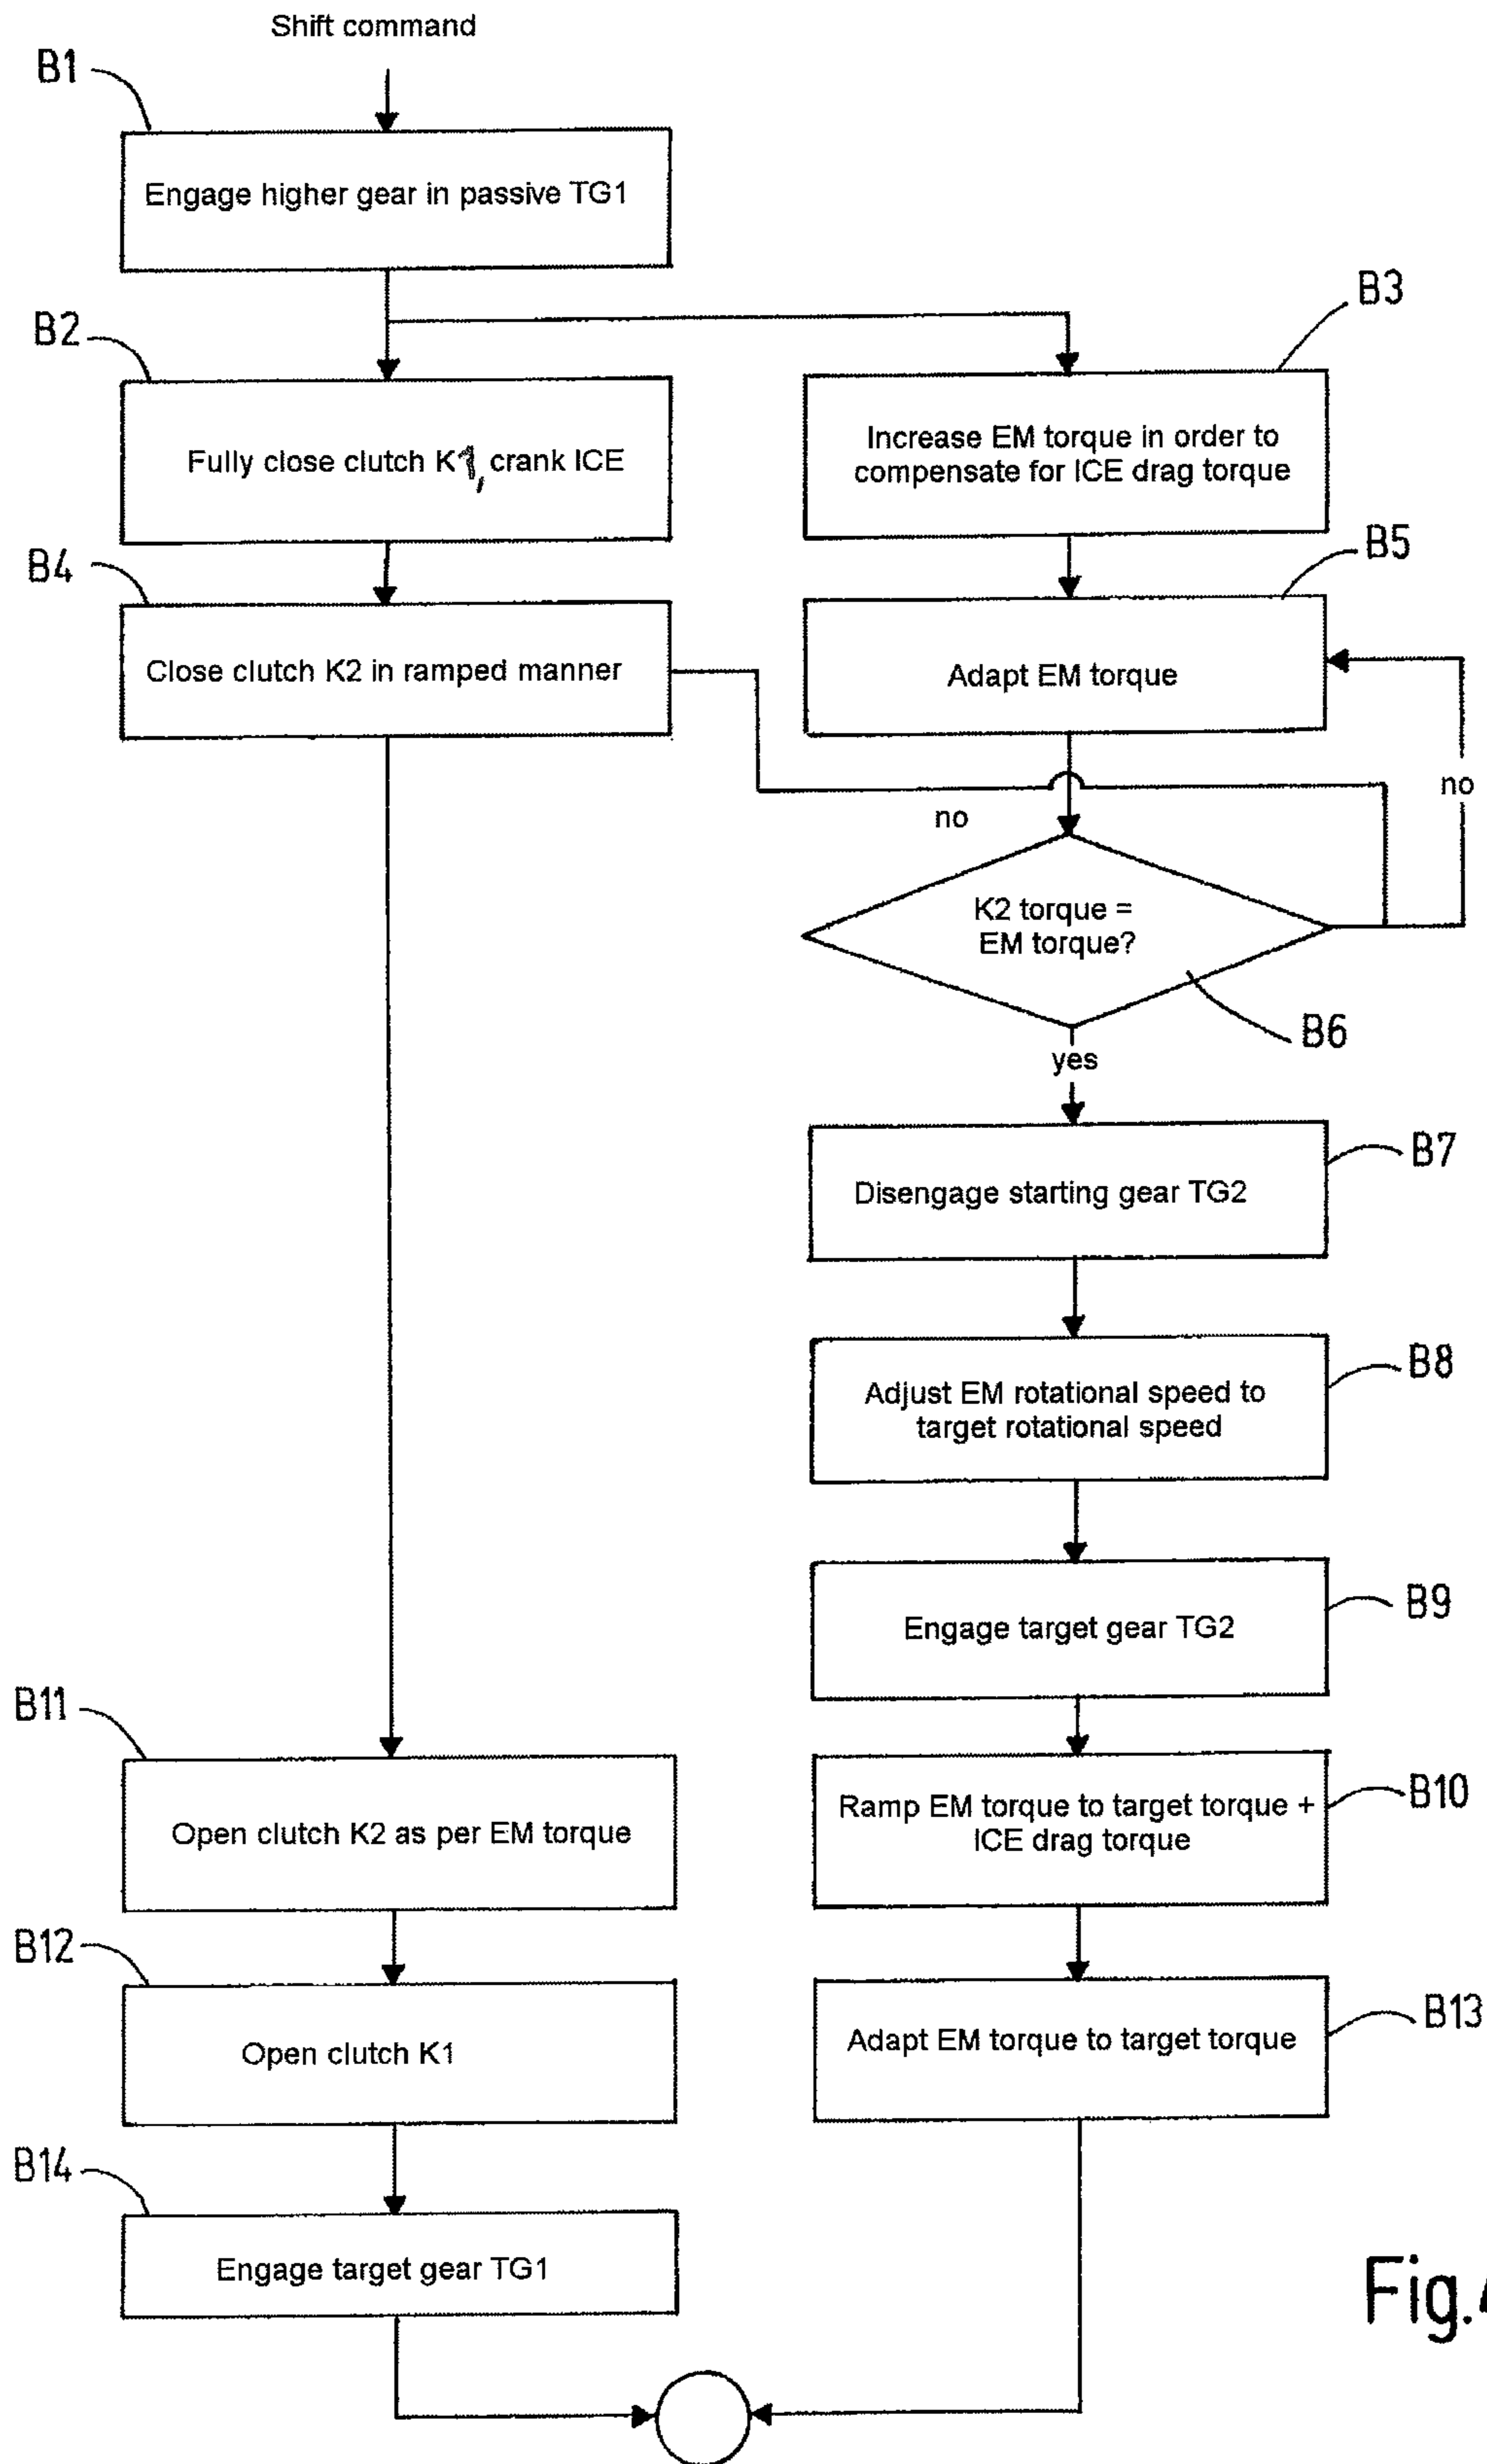 Shift command
B1
Engage higher gear in passive TG1
B2
B3
Fully close clutch K1, crank ICE
Increase EM torque in order to
compensate for ICE drag torque
B4
B5
Close clutch K2 in ramped manner
Adapt EM torque
no
no
K2 torque =
EM torque?
B6
yes
B7
Disengage starting gear TG2
B8
Adjust EM rotational speed to
target rotational speed
B9
Engage target gear TG2
B11
B10
Open clutch K2 as per EM torque
Ramp EM torque to target torque +
ICE drag torque
B12
B13
Open clutch K1
Adapt EM torque to target torque
B14
Engage target gear TG1
Fig.